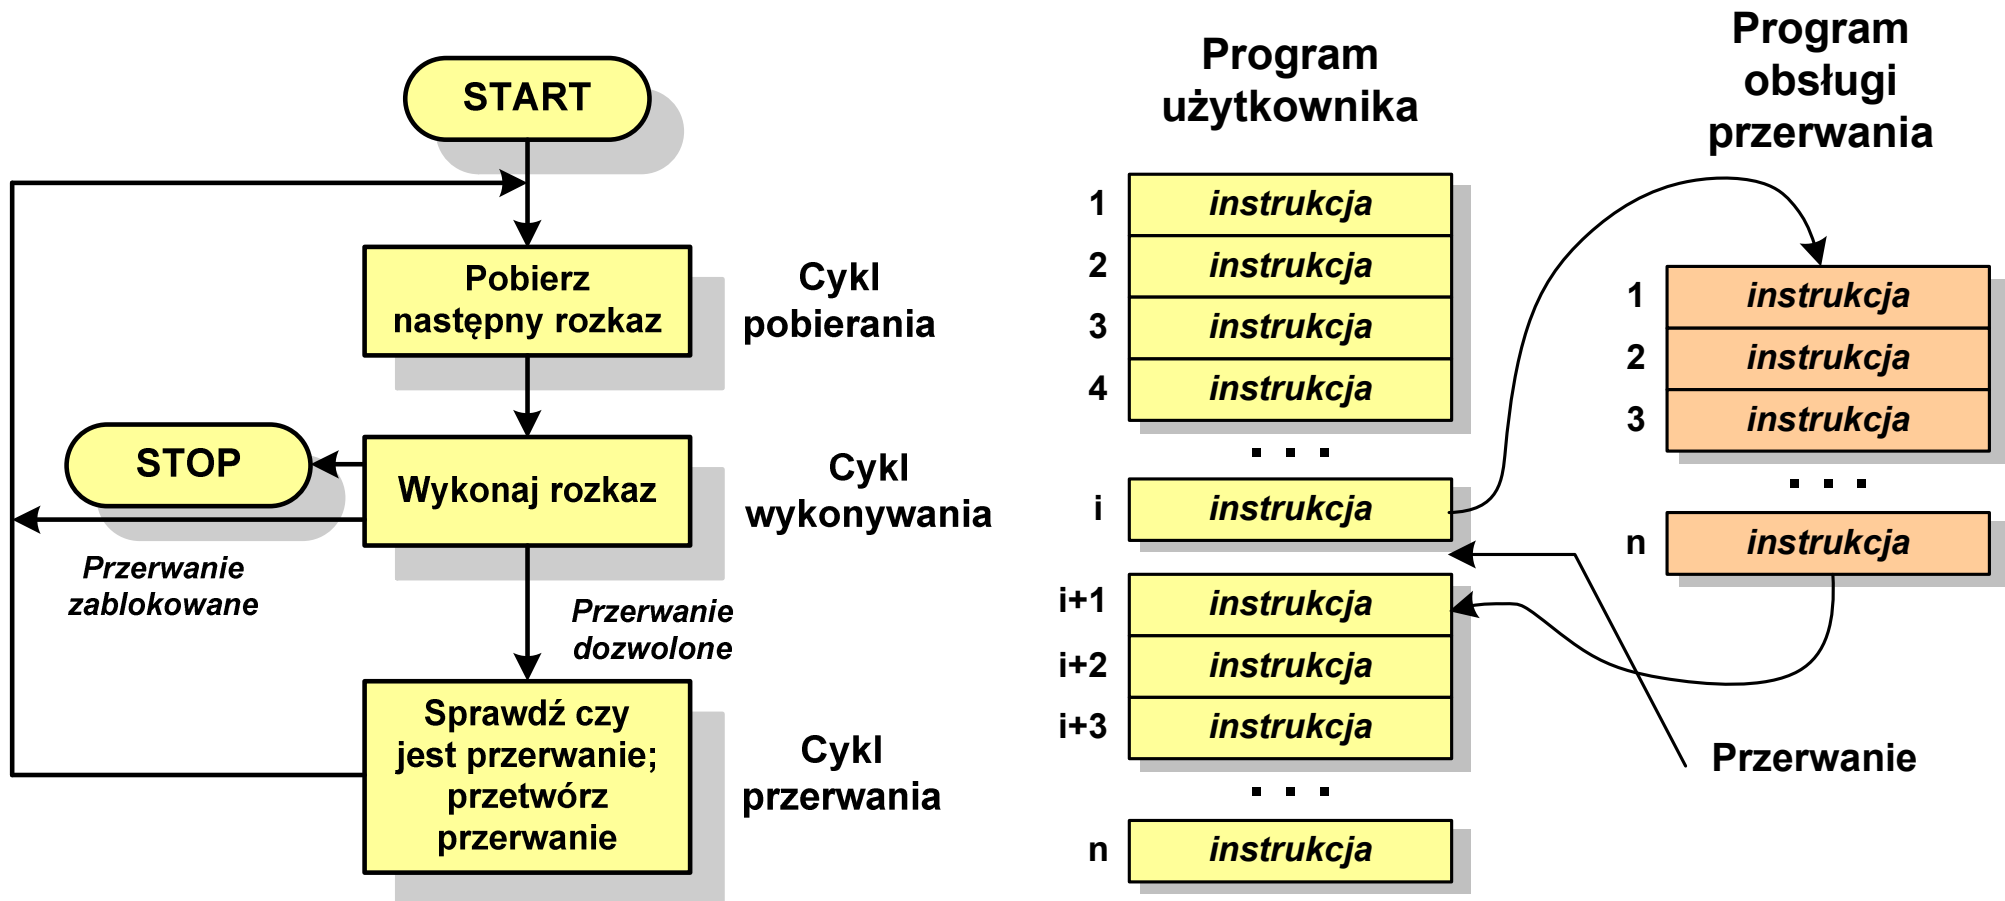 START
Pobierz
następny rozkaz
Cykl
pobierania
STOP
Wykonaj rozkaz
Cykl
wykonywania
Przerwanie
zablokowane
Przerwanie
dozwolone
Sprawdź czy
jest przerwanie;
przetwórz
przerwanie
Cykl
przerwania
Program
użytkownika
1 instrukcja
2 instrukcja
3 instrukcja
4 instrukcja
. . .
i instrukcja
i+1 instrukcja
i+2 instrukcja
i+3 instrukcja
. . .
n instrukcja
Program
obsługi
przerwania
1 instrukcja
2 instrukcja
3 instrukcja
. . .
n instrukcja
Przerwanie